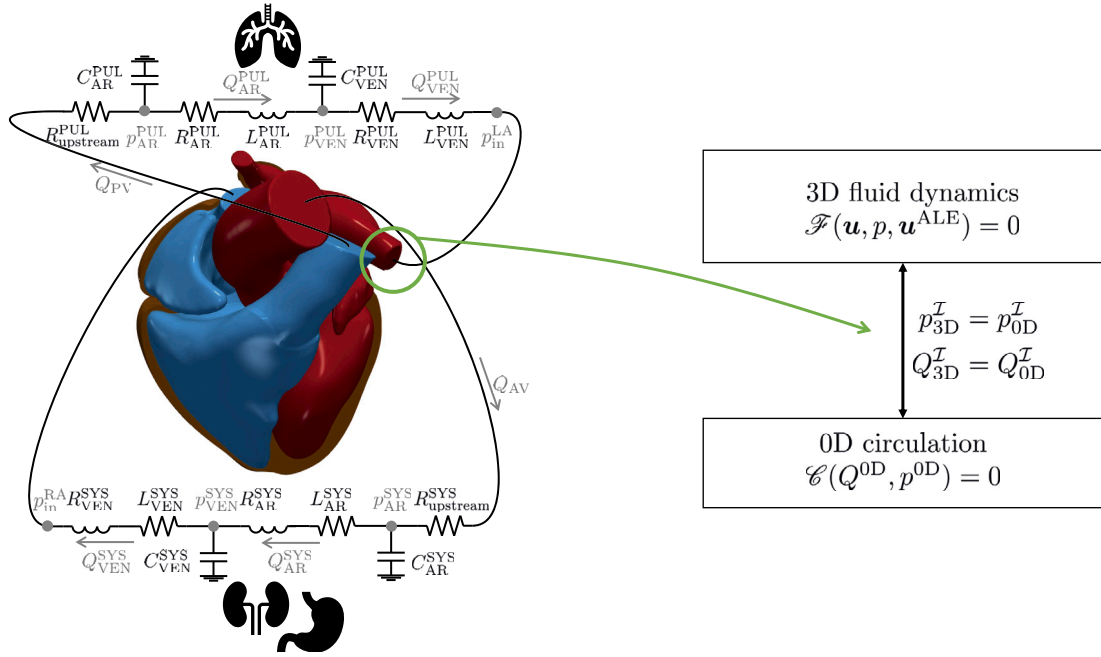 C_AR^PUL
Q_AR^PUL
C_VEN^PUL
Q_VEN^PUL
R_upstream^PUL p_AR^PUL R_AR^PUL L_AR^PUL p_VEN^PUL R_VEN^PUL L_VEN^PUL p_in^LA
Q_PV
Q_AV
p_in^RA R_VEN^SYS L_VEN^SYS p_VEN^SYS R_AR^SYS L_AR^SYS p_AR^SYS R_upstream^SYS
Q_VEN^SYS C_VEN^SYS Q_AR^SYS C_AR^SYS
3D fluid dynamics
ℱ(𝒖, p, 𝒖^ALE) = 0
p_3D^ℐ = p_0D^ℐ
Q_3D^ℐ = Q_0D^ℐ
0D circulation
𝒞(Q^0D, p^0D) = 0